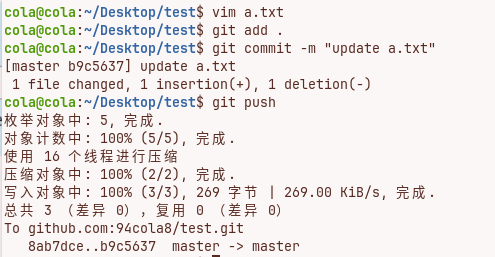 cola@cola:~/Desktop/test$ vim a.txt
cola@cola:~/Desktop/test$ git add .
cola@cola:~/Desktop/test$ git commit -m "update a.txt"
[master b9c5637] update a.txt
 1 file changed, 1 insertion(+), 1 deletion(-)
cola@cola:~/Desktop/test$ git push
枚举对象中: 5, 完成.
对象计数中: 100% (5/5), 完成.
使用 16 个线程进行压缩
压缩对象中: 100% (2/2), 完成.
写入对象中: 100% (3/3), 269 字节 | 269.00 KiB/s, 完成.
总共 3 （差异 0），复用 0 （差异 0）
To github.com:94cola8/test.git
   8ab7dce..b9c5637  master -> master